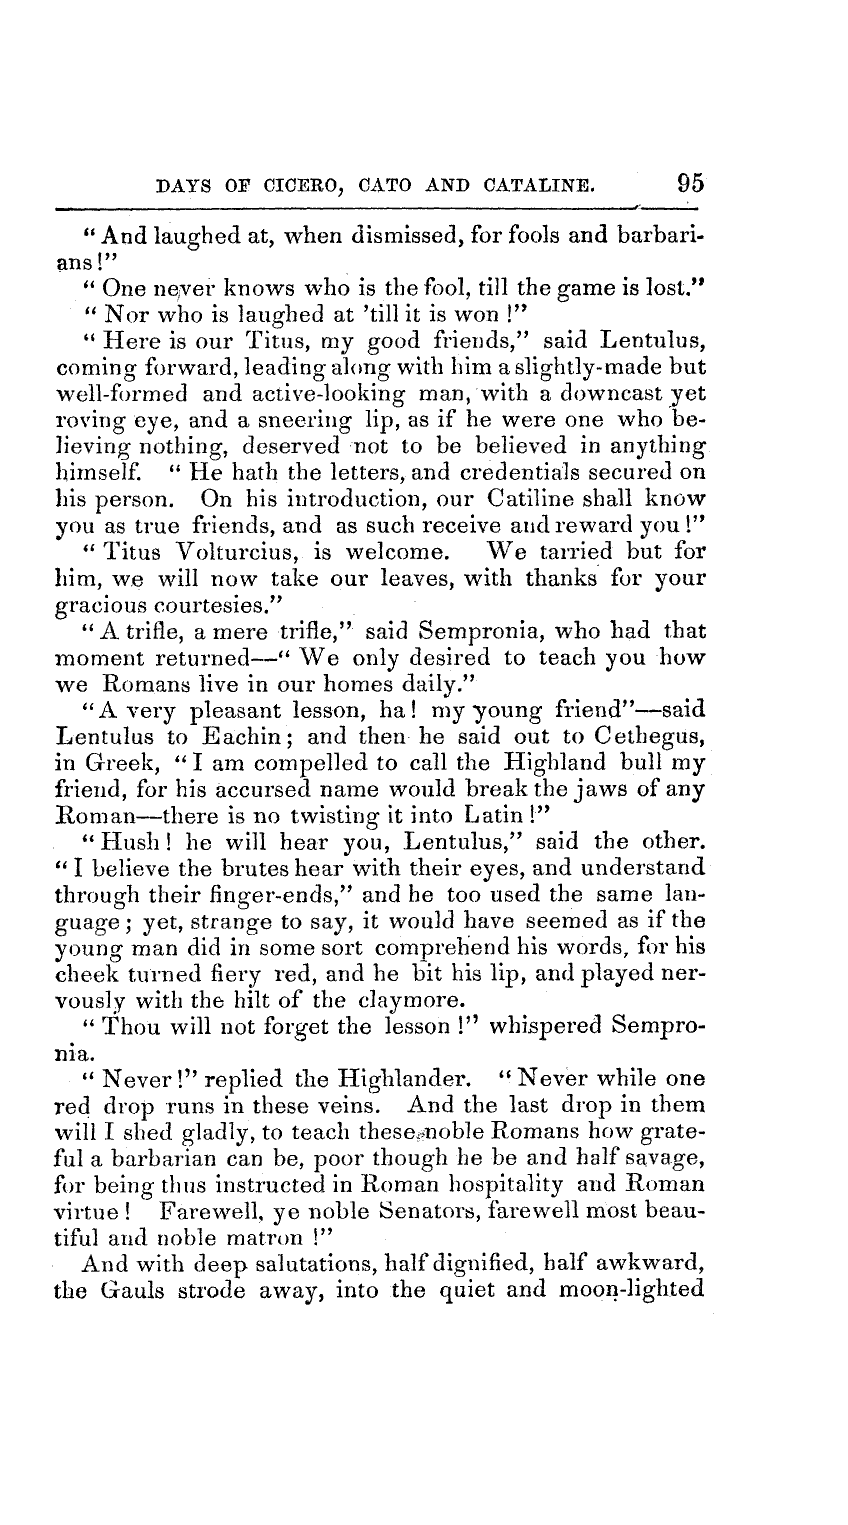 DAYS OF CICERO, CATO AND CATALINE. 95
“And laughed at, when dismissed, for fools and barbari-
ans!”
“One never knows who is the fool, till the game is lost.”
“Nor who is laughed at ’till it is won!”
“Here is our Titus, my good friends,” said Lentulus,
coming forward, leading along with him a slightly-made but
well-formed and active-looking man, with a downcast yet
roving eye, and a sneering lip, as if he were one who be-
lieving nothing, deserved not to be believed in anything
himself. “He hath the letters, and credentials secured on
his person. On his introduction, our Catiline shall know
you as true friends, and as such receive and reward you!”
“Titus Volturcius, is welcome. We tarried but for
him, we will now take our leaves, with thanks for your
gracious courtesies.”
“A trifle, a mere trifle,” said Sempronia, who had that
moment returned—“We only desired to teach you how
we Romans live in our homes daily.”
“A very pleasant lesson, ha! my young friend”—said
Lentulus to Eachin; and then he said out to Cethegus,
in Greek, “I am compelled to call the Highland bull my
friend, for his accursed name would break the jaws of any
Roman—there is no twisting it into Latin!”
“Hush! he will hear you, Lentulus,” said the other.
“I believe the brutes hear with their eyes, and understand
through their finger-ends,” and he too used the same lan-
guage; yet, strange to say, it would have seemed as if the
young man did in some sort comprehend his words, for his
cheek turned fiery red, and he bit his lip, and played ner-
vously with the hilt of the claymore.
“Thou will not forget the lesson!” whispered Sempro-
nia.
“Never!” replied the Highlander. “Never while one
red drop runs in these veins. And the last drop in them
will I shed gladly, to teach these noble Romans how grate-
ful a barbarian can be, poor though he be and half savage,
for being thus instructed in Roman hospitality and Roman
virtue! Farewell, ye noble Senators, farewell most beau-
tiful and noble matron!”
And with deep salutations, half dignified, half awkward,
the Gauls strode away, into the quiet and moon-lighted